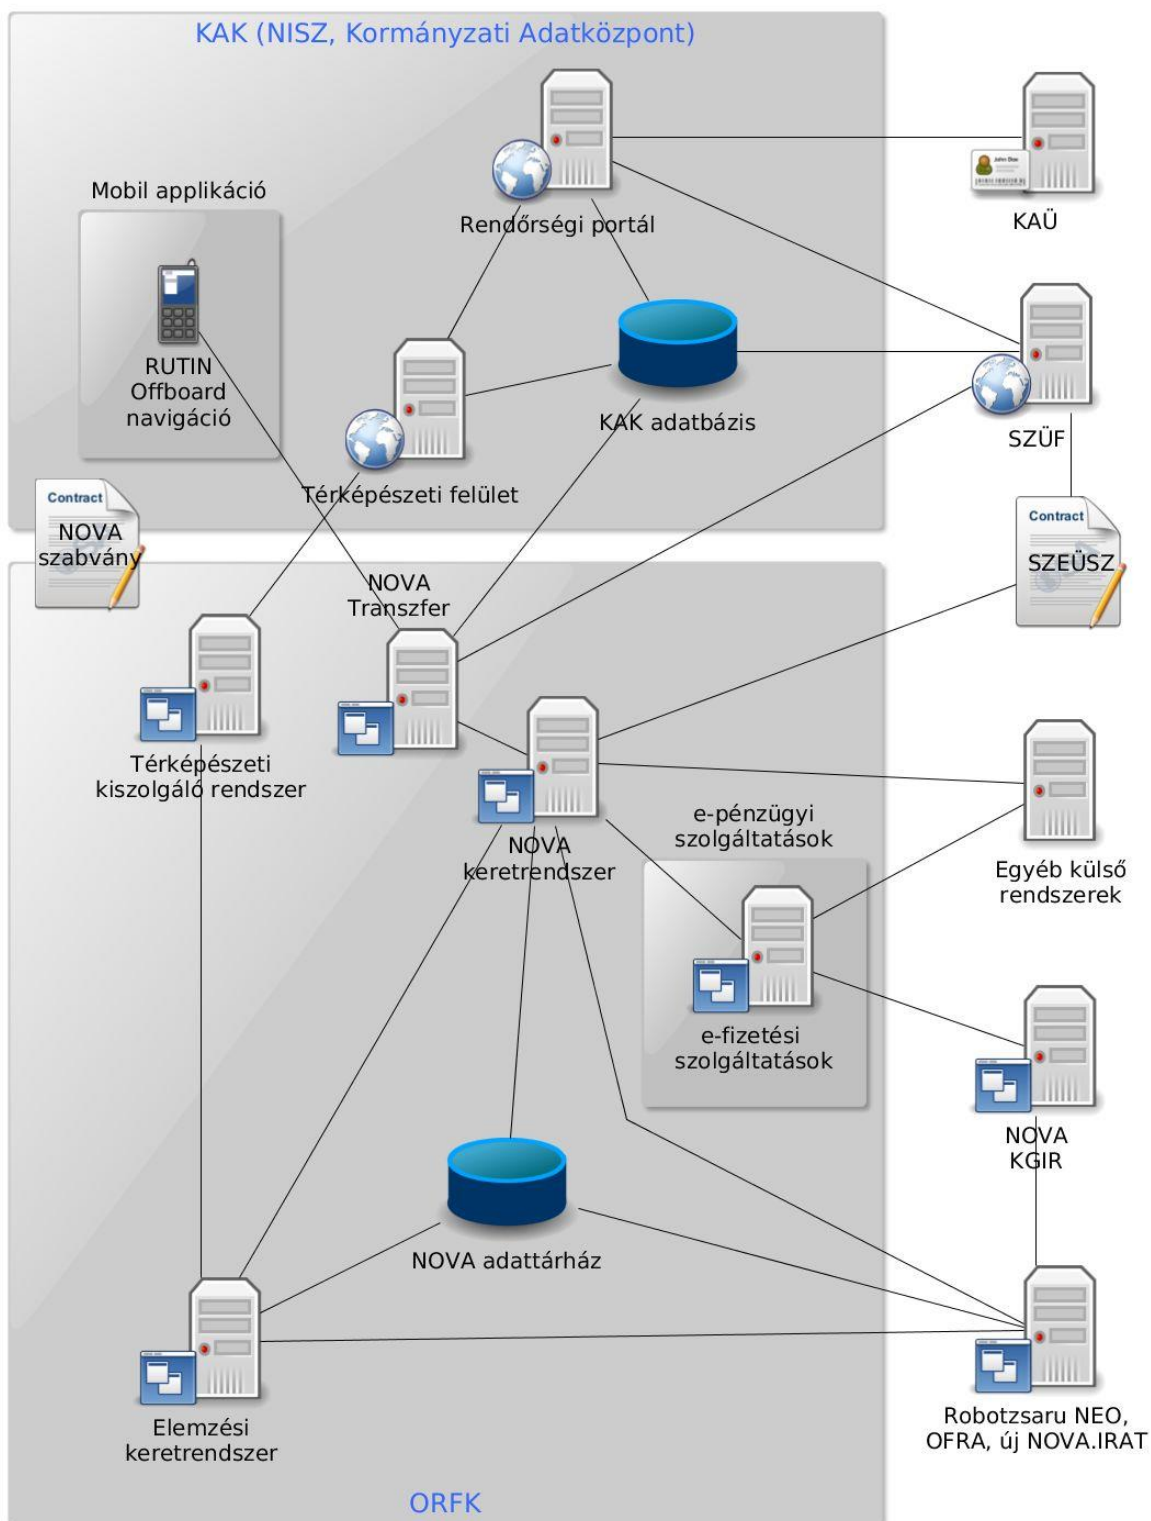 KAK (NISZ, Kormányzati Adatközpont)
Rendőrségi portál
KAÜ
Mobil applikáció
RUTIN
Offboard
navigáció
KAK adatbázis
SZÜF
Térképészeti felület
Contract
NOVA
szabvány
Contract
SZEÜSZ
NOVA
Transzfer
Térképészeti
kiszolgáló rendszer
NOVA
keretrendszer
e-pénzügyi
szolgáltatások
Egyéb külső
rendszerek
e-fizetési
szolgáltatások
NOVA
KGIR
NOVA adattárház
Elemzési
keretrendszer
Robotzsaru NEO,
OFRA, új NOVA.IRAT
ORFK